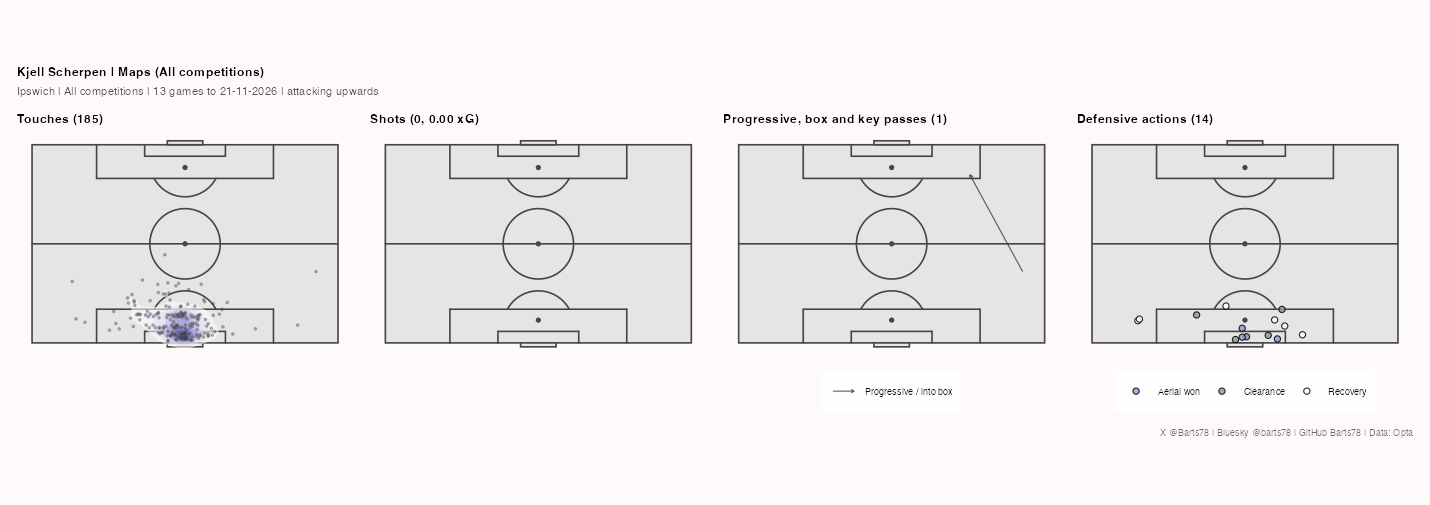 Kjell Scherpen | Maps (All competitions)
Ipswich | All competitions | 13 games to 21-11-2026 | attacking upwards
Touches (185)
Shots (0, 0.00 xG)
Progressive, box and key passes (1)
Defensive actions (14)
Progressive / into box
Aerial won
Clearance
Recovery
X @Barts78 | Bluesky @barts78 | GitHub Barts78 | Data: Opta